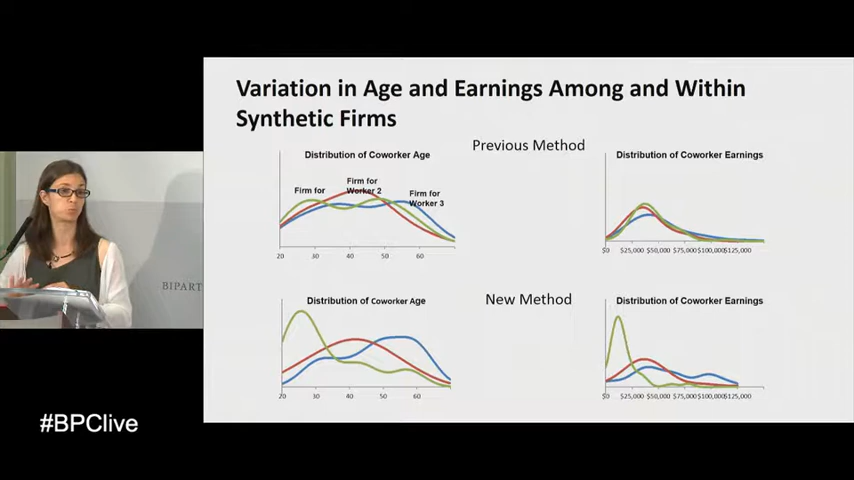 Variation in Age and Earnings Among and Within
Synthetic Firms
Previous Method
Distribution of Coworker Age
Distribution of Coworker Earnings
Firm for
Firm for
Worker 2
Firm for
Worker 3
20 30 40 50 60
$0 $25,000 $50,000 $75,000 $100,000 $125,000
New Method
Distribution of Coworker Age
Distribution of Coworker Earnings
20 30 40 50 60
$0 $25,000 $50,000 $75,000 $100,000 $125,000
BIPART
#BPClive